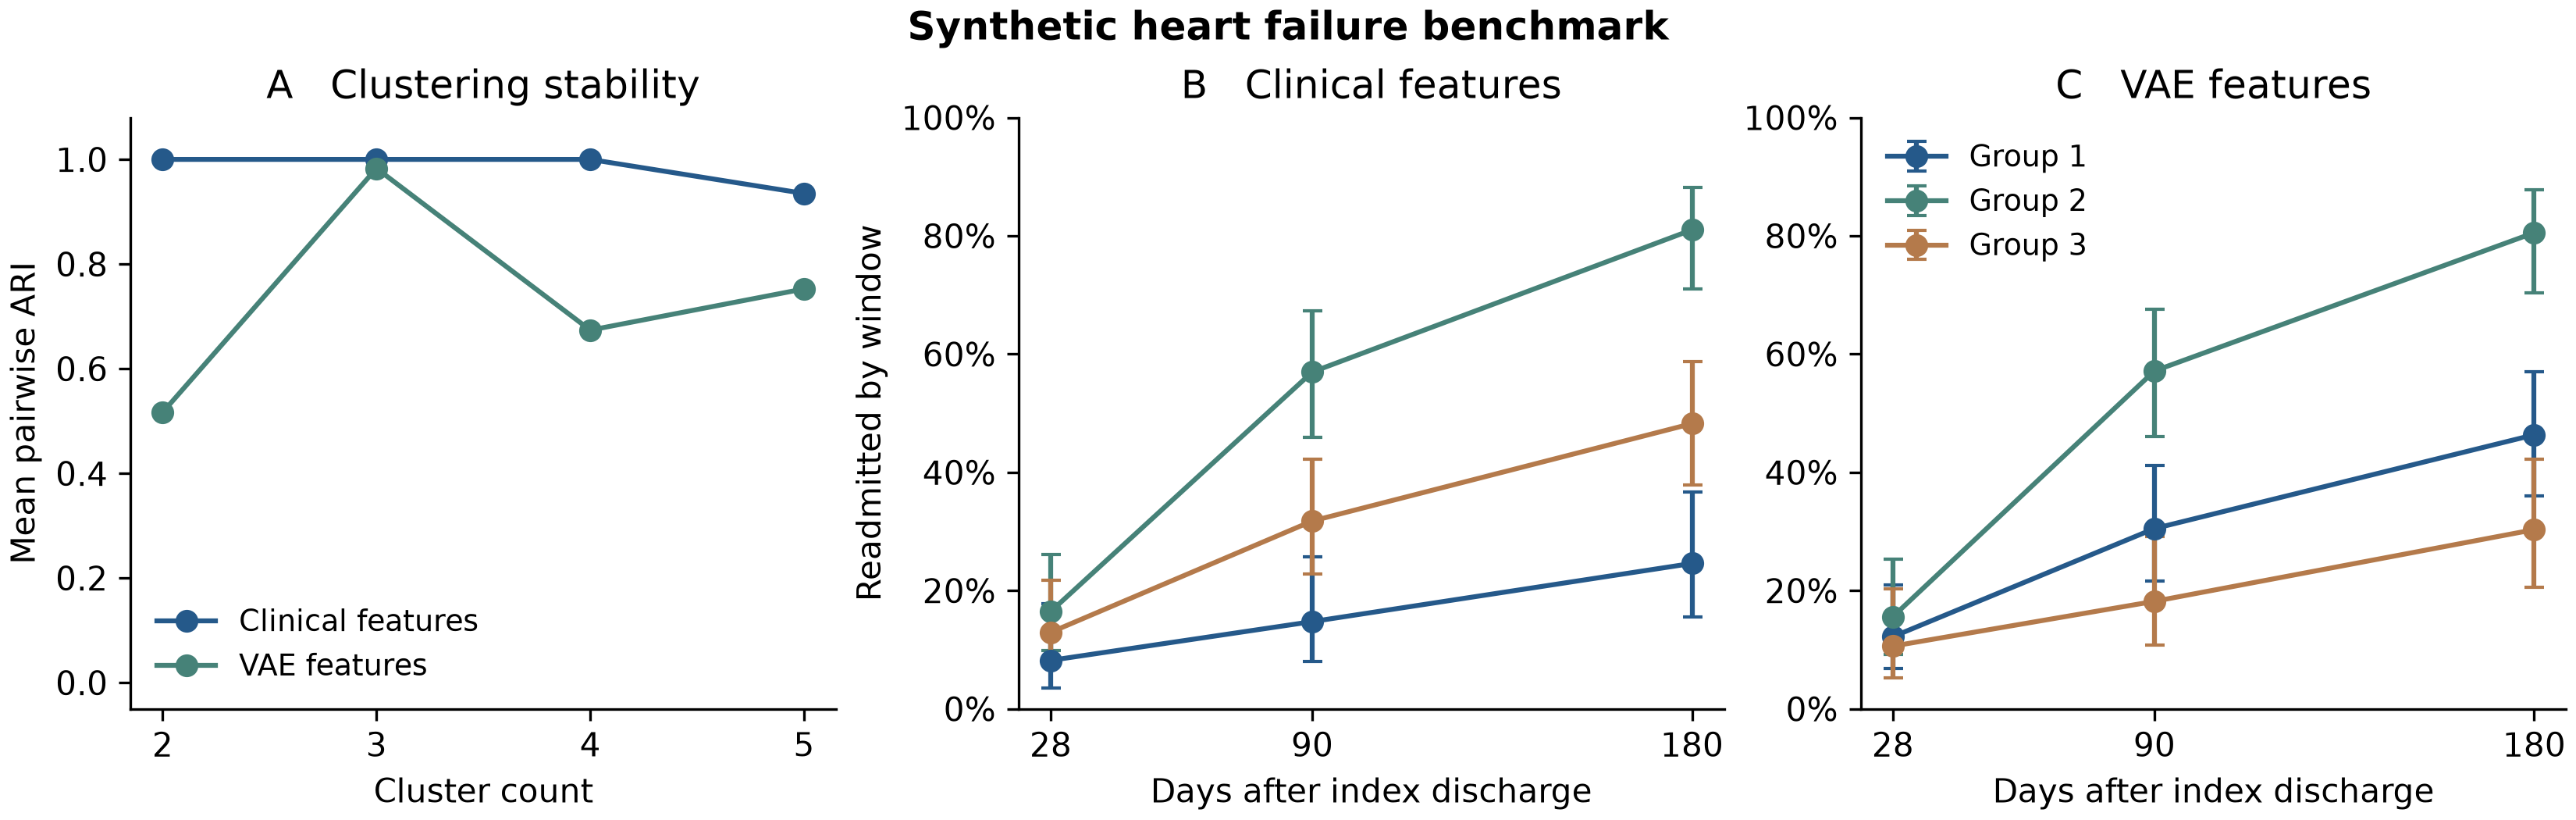 Synthetic heart failure benchmark
A Clustering stability
Mean pairwise ARI
1.0
0.8
0.6
0.4
0.2
0.0
Clinical features
VAE features
2 3 4 5
Cluster count
B Clinical features
Readmitted by window
100%
80%
60%
40%
20%
0%
28 90 180
Days after index discharge
C VAE features
100%
80%
60%
40%
20%
0%
Group 1
Group 2
Group 3
28 90 180
Days after index discharge